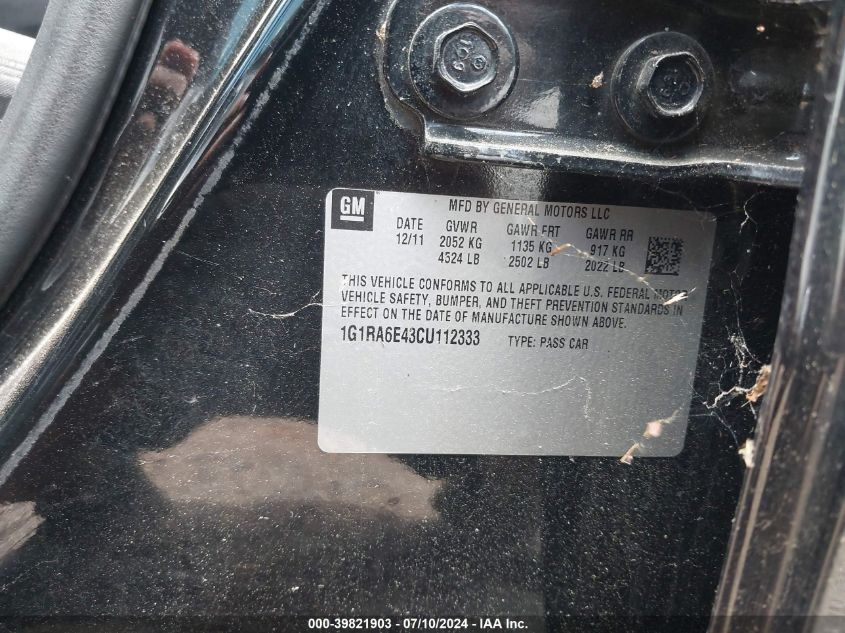 GM
MFD BY GENERAL MOTORS LLC
DATE GVWR GAWR FRT GAWR RR
12/11 2052 KG 1135 KG 917 KG
4524 LB 2502 LB 2022 LB
THIS VEHICLE CONFORMS TO ALL APPLICABLE U.S. FEDERAL MOTOR
VEHICLE SAFETY, BUMPER, AND THEFT PREVENTION STANDARDS IN
EFFECT ON THE DATE OF MANUFACTURE SHOWN ABOVE.
1G1RA6E43CU112333 TYPE: PASS CAR
000-39821903 - 07/10/2024 - IAA Inc.